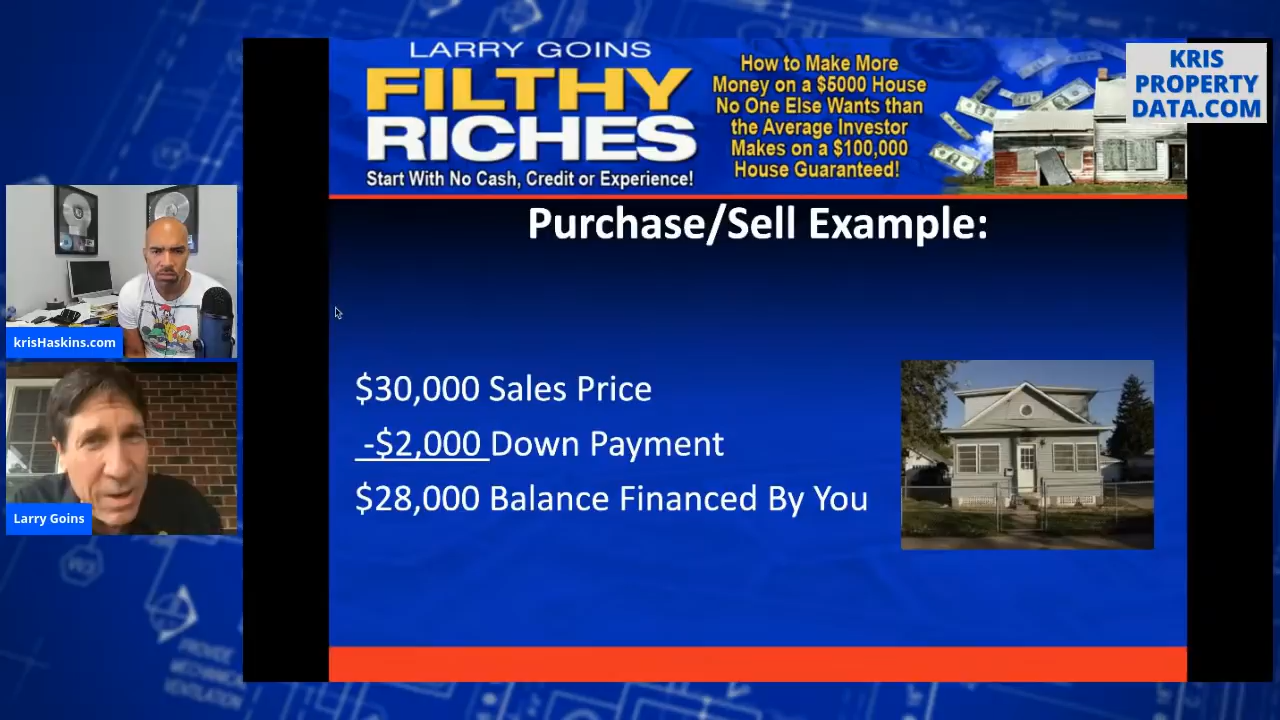 LARRY GOINS
FILTHY
RICHES
Start With No Cash, Credit or Experience!
How to Make More
Money on a $5000 House
No One Else Wants than
the Average Investor
Makes on a $100,000
House Guaranteed!
KRIS
PROPERTY
DATA.COM
Purchase/Sell Example:
$30,000 Sales Price
-$2,000 Down Payment
$28,000 Balance Financed By You
krisHaskins.com
Larry Goins
PROVIDE
MECHANICAL
VENTILATION